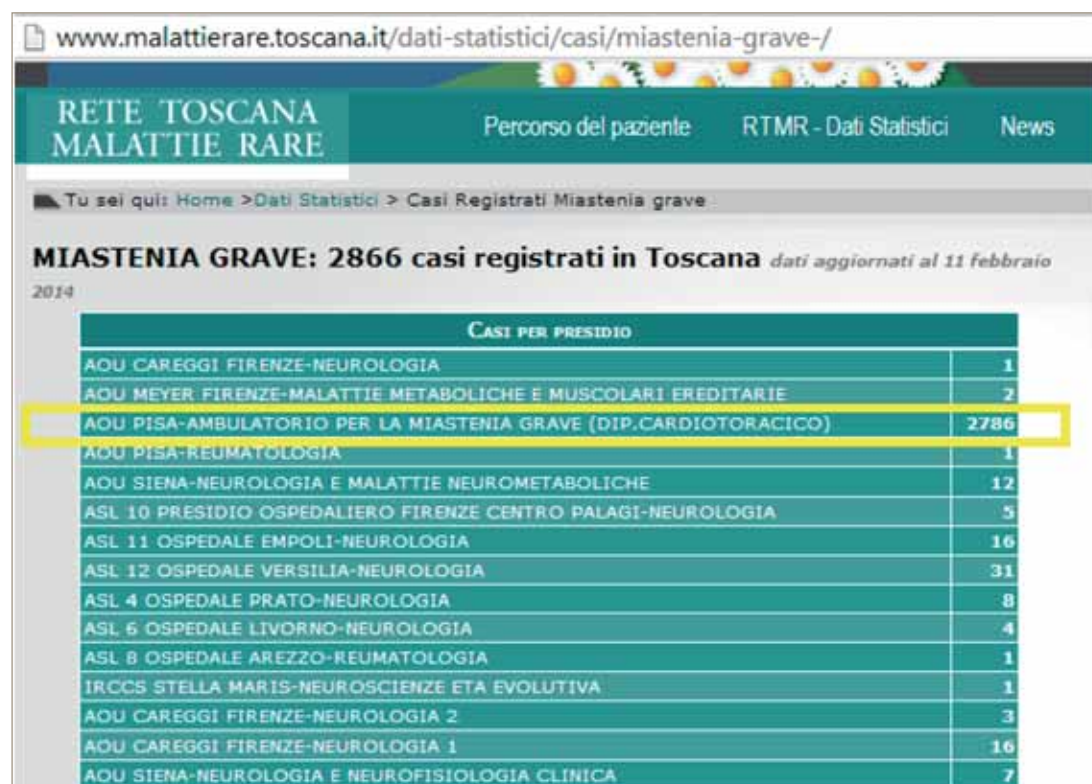 www.malattierare.toscana.it/dati-statistici/casi/miastenia-grave-/
RETE TOSCANA
MALATTIE RARE
Percorso del paziente RTMR - Dati Statistici News
Tu sei qui: Home >Dati Statistici > Casi Registrati Miastenia grave
MIASTENIA GRAVE: 2866 casi registrati in Toscana dati aggiornati al 11 febbraio
2014
CASI PER PRESIDIO
AOU CAREGGI FIRENZE-NEUROLOGIA 1
AOU MEYER FIRENZE-MALATTIE METABOLICHE E MUSCOLARI EREDITARIE 2
AOU PISA-AMBULATORIO PER LA MIASTENIA GRAVE (DIP.CARDIOTORACICO) 2786
AOU PISA-REUMATOLOGIA 1
AOU SIENA-NEUROLOGIA E MALATTIE NEUROMETABOLICHE 12
ASL 10 PRESIDIO OSPEDALIERO FIRENZE CENTRO PALAGI-NEUROLOGIA 5
ASL 11 OSPEDALE EMPOLI-NEUROLOGIA 16
ASL 12 OSPEDALE VERSILIA-NEUROLOGIA 31
ASL 4 OSPEDALE PRATO-NEUROLOGIA 8
ASL 6 OSPEDALE LIVORNO-NEUROLOGIA 4
ASL 8 OSPEDALE AREZZO-REUMATOLOGIA 1
IRCCS STELLA MARIS-NEUROSCIENZE ETA EVOLUTIVA 1
AOU CAREGGI FIRENZE-NEUROLOGIA 2 3
AOU CAREGGI FIRENZE-NEUROLOGIA 1 16
AOU SIENA-NEUROLOGIA E NEUROFISIOLOGIA CLINICA 7